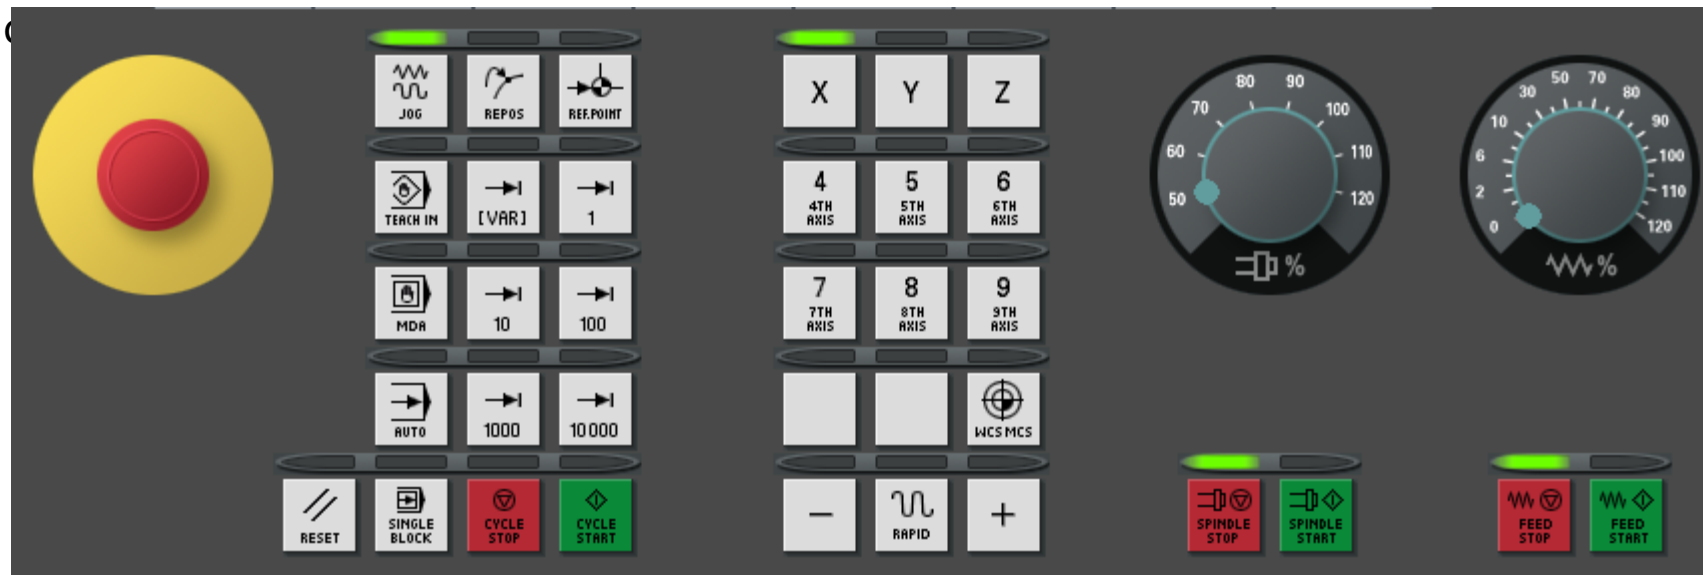 JOG
REPOS
REF.POINT
TEACH IN
[VAR]
1
MDA
10
100
AUTO
1000
10000
RESET
SINGLE
BLOCK
CYCLE
STOP
CYCLE
START
X
Y
Z
4
4TH
AXIS
5
5TH
AXIS
6
6TH
AXIS
7
7TH
AXIS
8
8TH
AXIS
9
9TH
AXIS
WCS MCS
−
RAPID
+
50
60
70
80
90
100
110
120
%
0
2
6
10
30
50
70
80
90
100
110
120
%
SPINDLE
STOP
SPINDLE
START
FEED
STOP
FEED
START